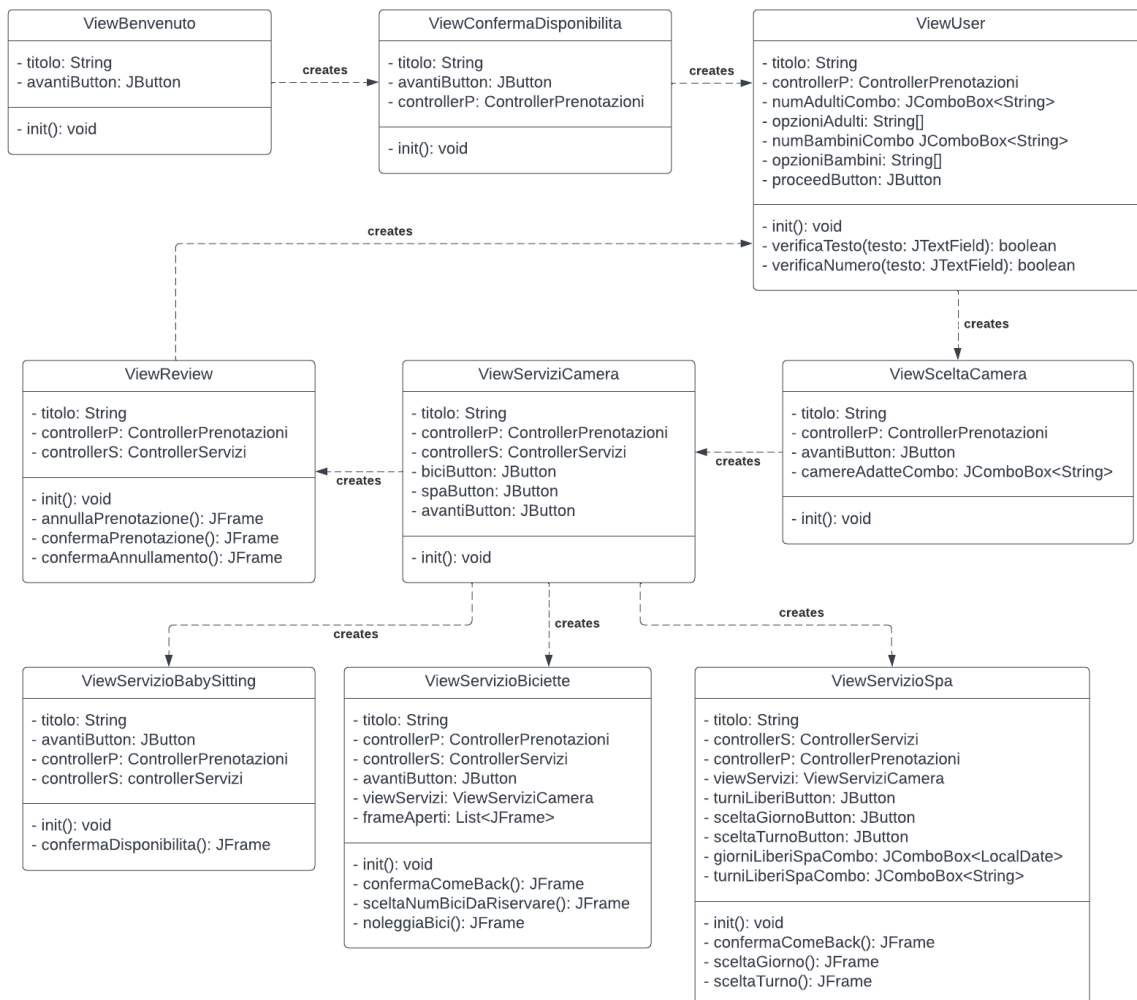 ViewBenvenuto
- titolo: String
- avantiButton: JButton
- init(): void
creates
ViewConfermaDisponibilita
- titolo: String
- avantiButton: JButton
- controllerP: ControllerPrenotazioni
- init(): void
creates
ViewUser
- titolo: String
- controllerP: ControllerPrenotazioni
- numAdultiCombo: JComboBox<String>
- opzioniAdulti: String[]
- numBambiniCombo JComboBox<String>
- opzioniBambini: String[]
- proceedButton: JButton
- init(): void
- verificaTesto(testo: JTextField): boolean
- verificaNumero(testo: JTextField): boolean
creates
creates
ViewReview
- titolo: String
- controllerP: ControllerPrenotazioni
- controllerS: ControllerServizi
- init(): void
- annullaPrenotazione(): JFrame
- confermaPrenotazione(): JFrame
- confermaAnnullamento(): JFrame
creates
ViewServiziCamera
- titolo: String
- controllerP: ControllerPrenotazioni
- controllerS: ControllerServizi
- biciButton: JButton
- spaButton: JButton
- avantiButton: JButton
- init(): void
creates
ViewSceltaCamera
- titolo: String
- controllerP: ControllerPrenotazioni
- avantiButton: JButton
- camereAdatteCombo: JComboBox<String>
- init(): void
creates
creates
creates
ViewServizioBabySitting
- titolo: String
- avantiButton: JButton
- controllerP: ControllerPrenotazioni
- controllerS: controllerServizi
- init(): void
- confermaDisponibilita(): JFrame
ViewServizioBiciette
- titolo: String
- controllerP: ControllerPrenotazioni
- controllerS: ControllerServizi
- avantiButton: JButton
- viewServizi: ViewServiziCamera
- frameAperti: List<JFrame>
- init(): void
- confermaComeBack(): JFrame
- sceltaNumBiciDaRiservare(): JFrame
- noleggiaBici(): JFrame
ViewServizioSpa
- titolo: String
- controllerS: ControllerServizi
- controllerP: ControllerPrenotazioni
- viewServizi: ViewServiziCamera
- turniLiberiButton: JButton
- sceltaGiornoButton: JButton
- sceltaTurnoButton: JButton
- giorniLiberiSpaCombo: JComboBox<LocalDate>
- turniLiberiSpaCombo: JComboBox<String>
- init(): void
- confermaComeBack(): JFrame
- sceltaGiorno(): JFrame
- sceltaTurno(): JFrame